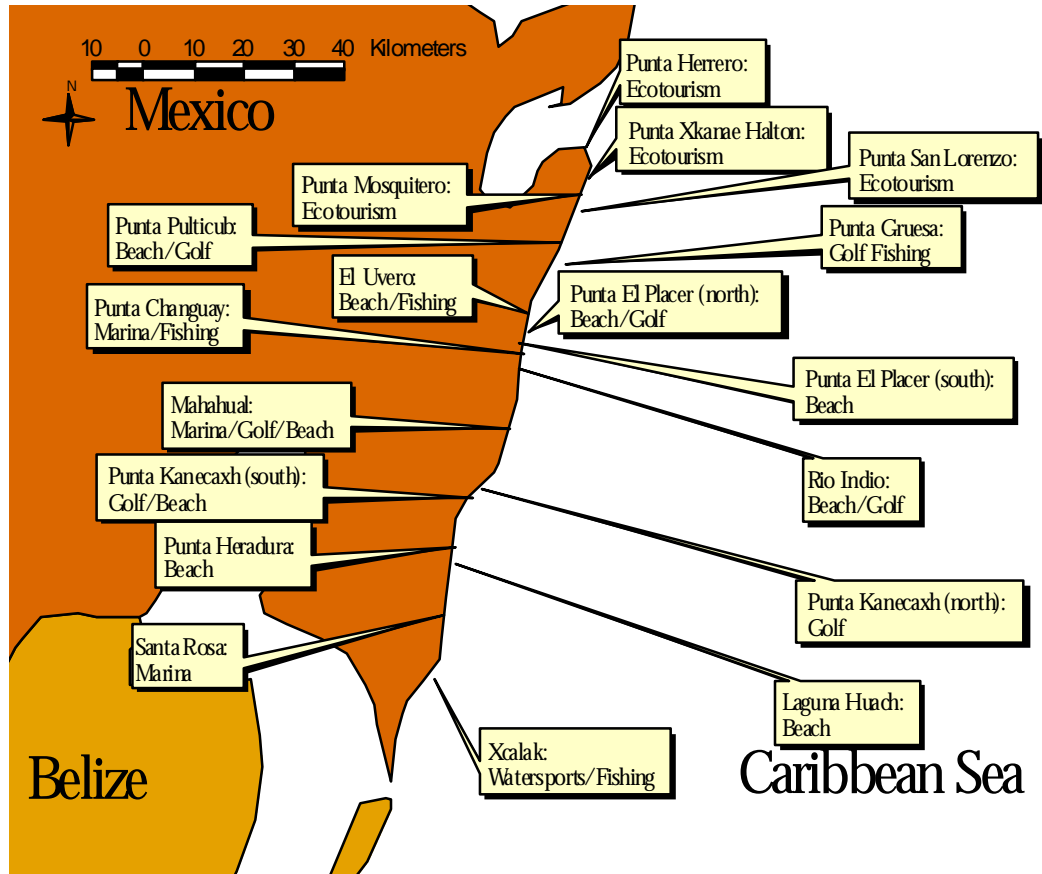 10 0 10 20 30 40 Kilometers
N
Mexico
Punta Herrero:
Ecotourism
Punta Xkanae Halton:
Ecotourism
Punta San Lorenzo:
Ecotourism
Punta Mosquitero:
Ecotourism
Punta Pulticub:
Beach/Golf
Punta Gruesa:
Golf Fishing
El Uvero:
Beach/Fishing
Punta El Placer (north):
Beach/Golf
Punta Changuay:
Marina/Fishing
Punta El Placer (south):
Beach
Mahahual:
Marina/Golf/Beach
Punta Kanecaxh (south):
Golf/Beach
Rio Indio:
Beach/Golf
Punta Heradura:
Beach
Punta Kanecaxh (north):
Golf
Santa Rosa:
Marina
Laguna Huach:
Beach
Xcalak:
Watersports/Fishing
Belize
Caribbean Sea